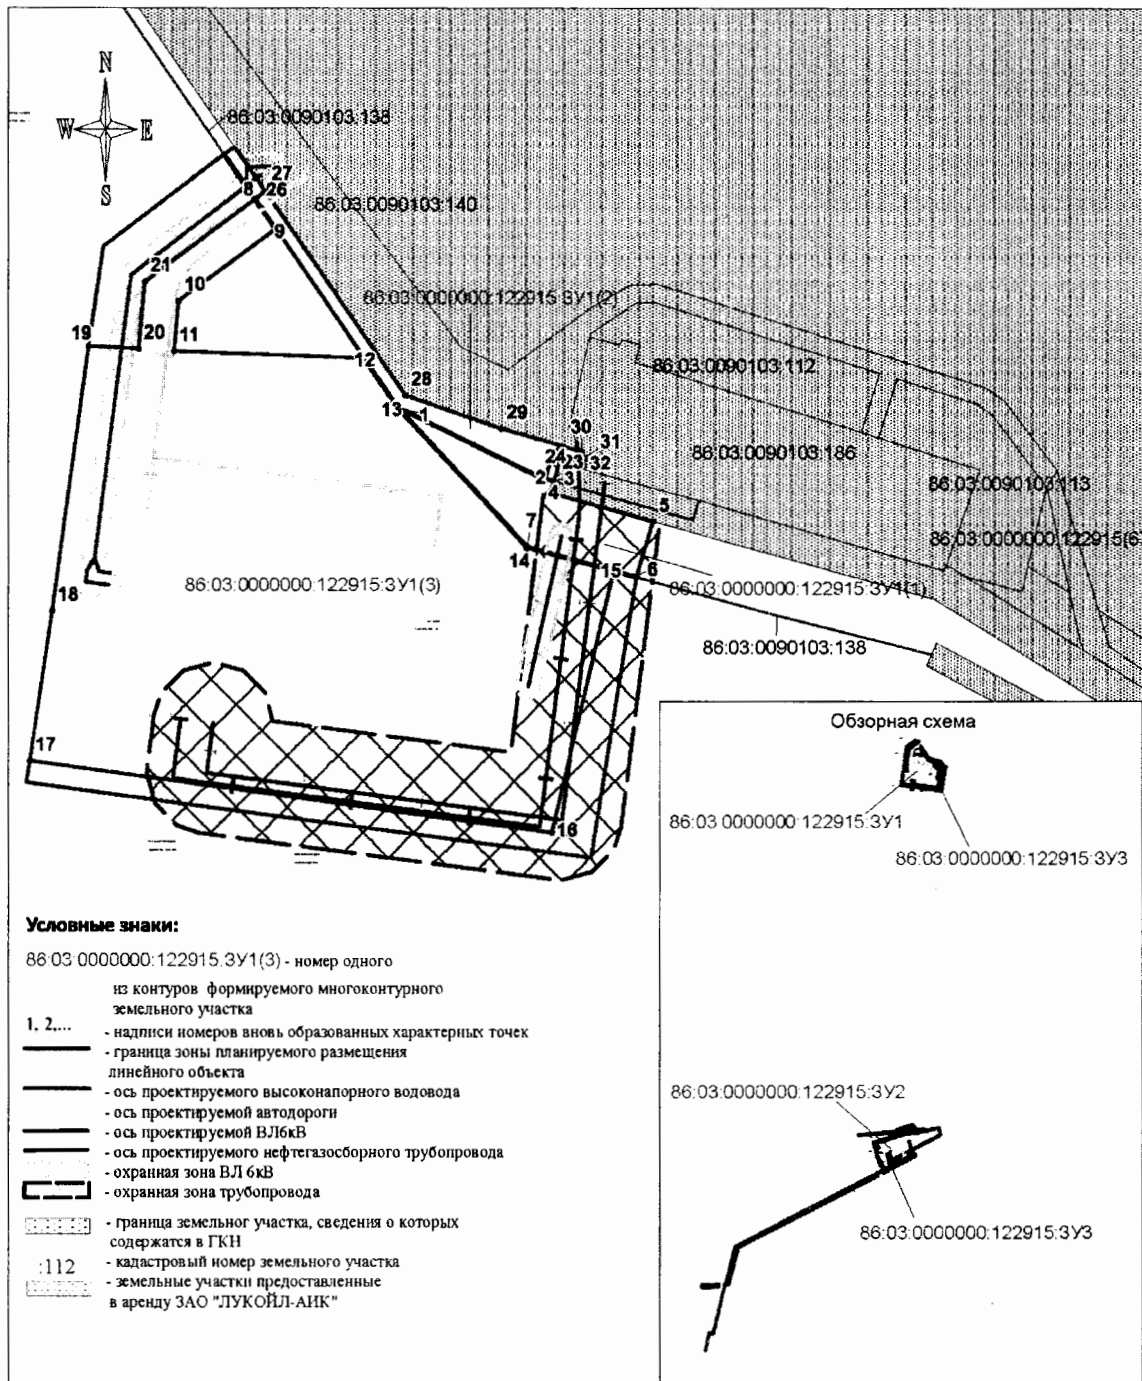 N
W E
S
86:03:0090103:138
27
8
26
86:03:0090103:140
9
21
10
86:03:0000000:122915:ЗУ1(2)
19
20
11
12
86:03:0090103:112
28
13
1
29
30
31
86:03:0090103:186
24
23
32
2
3
86:03:0090103:113
4
5
7
86:03:0000000:122915(6)
14
6
15
18
86:03:0000000:122915:ЗУ1(3)
86:03:0000000:122915:ЗУ1(1)
86:03:0090103:138
17
16
Обзорная схема
86:03:0000000:122915:ЗУ1
86:03:0000000:122915:ЗУ3
86:03:0000000:122915:ЗУ2
86:03:0000000:122915:ЗУ3
Условные знаки:
86:03:0000000:122915:ЗУ1(3) - номер одного
из контуров формируемого многоконтурного
земельного участка
1, 2,... - надписи номеров вновь образованных характерных точек
- граница зоны планируемого размещения
линейного объекта
- ось проектируемого высоконапорного водовода
- ось проектируемой автодороги
- ось проектируемой ВЛ6кВ
- ось проектируемого нефтегазосборного трубопровода
- охранная зона ВЛ 6кВ
- охранная зона трубопровода
- граница земельног участка, сведения о которых
содержатся в ГКН
:112 - кадастровый номер земельного участка
- земельные участки предоставленные
в аренду ЗАО "ЛУКОЙЛ-АИК"